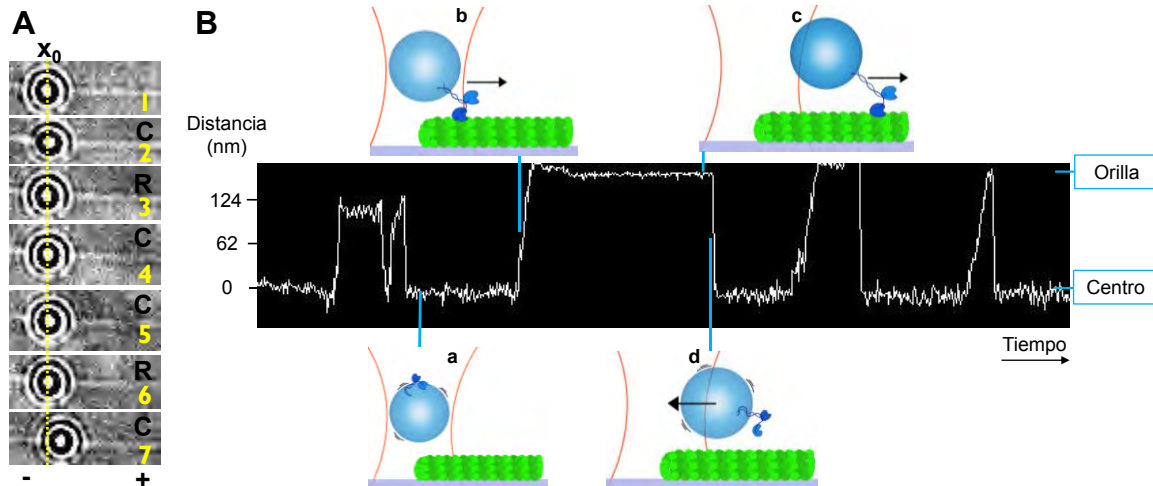 A
x₀
1
C
2
R
3
C
4
C
5
R
6
C
7
- +
B
b
c
Distancia
(nm)
124
62
0
Orilla
Centro
Tiempo
a
d